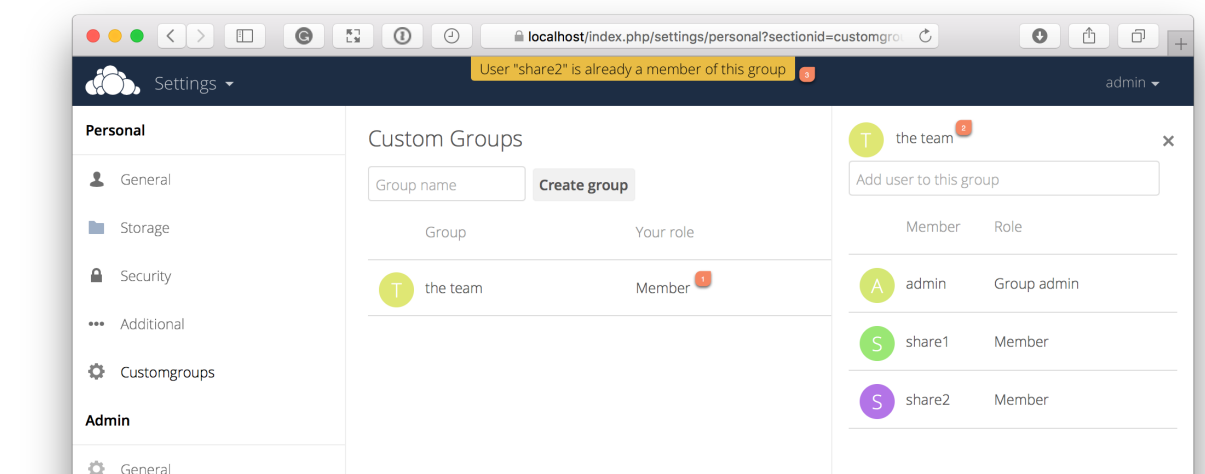 localhost/index.php/settings/personal?sectionid=customgro
User "share2" is already a member of this group
3
Settings
admin
Personal
General
Storage
Security
Additional
Customgroups
Admin
General
Custom Groups
Group name
Create group
Group
Your role
T
the team
Member
1
T
the team
2
Add user to this group
Member
Role
A
admin
Group admin
S
share1
Member
S
share2
Member